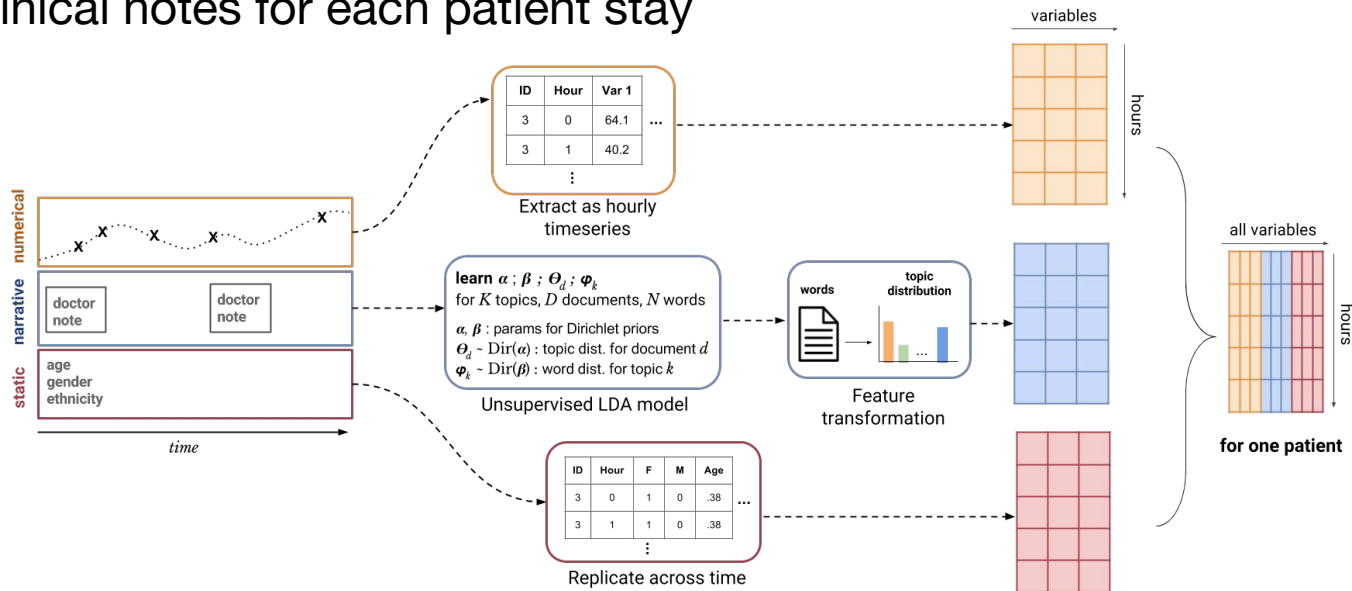 inical notes for each patient stay
variables
hours
ID Hour Var 1
3 0 64.1 ...
3 1 40.2
⋮
Extract as hourly
timeseries
numerical
X X X X X
narrative
doctor
note
doctor
note
static
age
gender
ethnicity
time
learn α ; β ; Θ_d ; φ_k
for K topics, D documents, N words
α, β : params for Dirichlet priors
Θ_d ~ Dir(α) : topic dist. for document d
φ_k ~ Dir(β) : word dist. for topic k
Unsupervised LDA model
words
topic
distribution
...
Feature
transformation
ID Hour F M Age
3 0 1 0 .38 ...
3 1 1 0 .38
⋮
Replicate across time
all variables
hours
for one patient